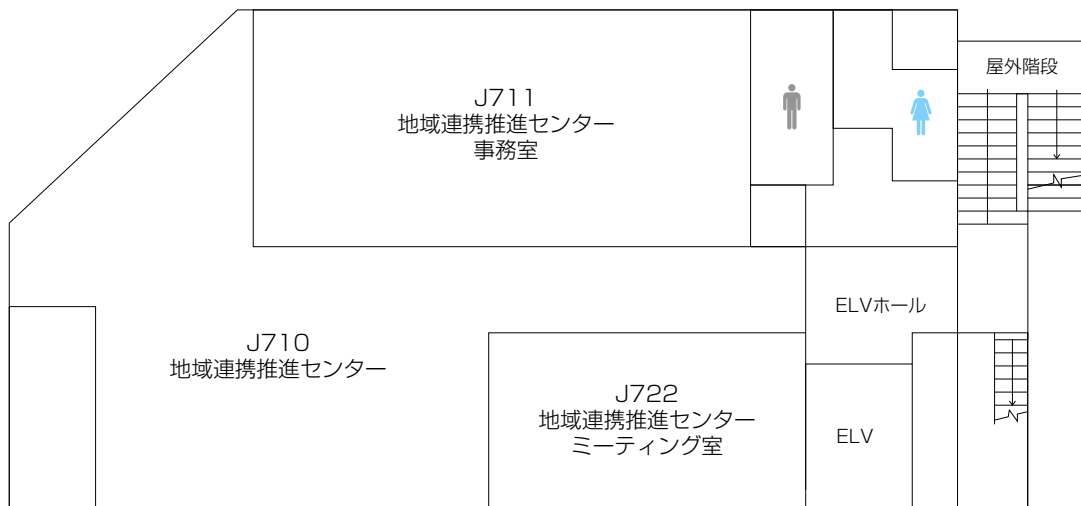 屋外階段
J711
地域連携推進センター
事務室
ELVホール
J710
地域連携推進センター
J722
地域連携推進センター
ミーティング室
ELV